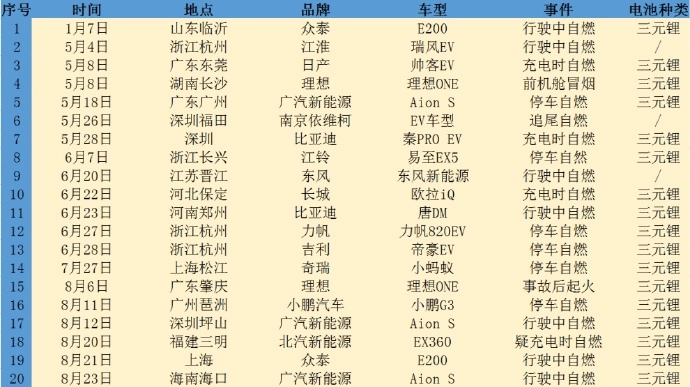 序号 时间 地点 品牌 车型 事件 电池种类
1 1月7日 山东临沂 众泰 E200 行驶中自燃 三元锂
2 5月4日 浙江杭州 江淮 瑞风EV 行驶中自燃 /
3 5月8日 广东东莞 日产 帅客EV 充电时自燃 三元锂
4 5月8日 湖南长沙 理想 理想ONE 前机舱冒烟 三元锂
5 5月18日 广东广州 广汽新能源 Aion S 停车自燃 三元锂
6 5月26日 深圳福田 南京依维柯 EV车型 追尾自燃 /
7 5月28日 深圳 比亚迪 秦PRO EV 充电时自燃 三元锂
8 6月7日 浙江长兴 江铃 易至EX5 停车自然 三元锂
9 6月20日 江苏晋江 东风 东风新能源 行驶中自燃 /
10 6月22日 河北保定 长城 欧拉iQ 充电时自燃 三元锂
11 6月23日 河南郑州 比亚迪 唐DM 行驶中自燃 三元锂
12 6月27日 浙江杭州 力帆 力帆820EV 停车自燃 三元锂
13 6月28日 浙江杭州 吉利 帝豪EV 停车自燃 三元锂
14 7月27日 上海松江 奇瑞 小蚂蚁 停车自燃 三元锂
15 8月6日 广东肇庆 理想 理想ONE 事故后起火 三元锂
16 8月11日 广州琶洲 小鹏汽车 小鹏G3 停车自燃 三元锂
17 8月12日 深圳坪山 广汽新能源 Aion S 行驶中自燃 三元锂
18 8月20日 福建三明 北汽新能源 EX360 疑充电时自燃 三元锂
19 8月21日 上海 众泰 E200 行驶中自燃 三元锂
20 8月23日 海南海口 广汽新能源 Aion S 行驶中自燃 三元锂